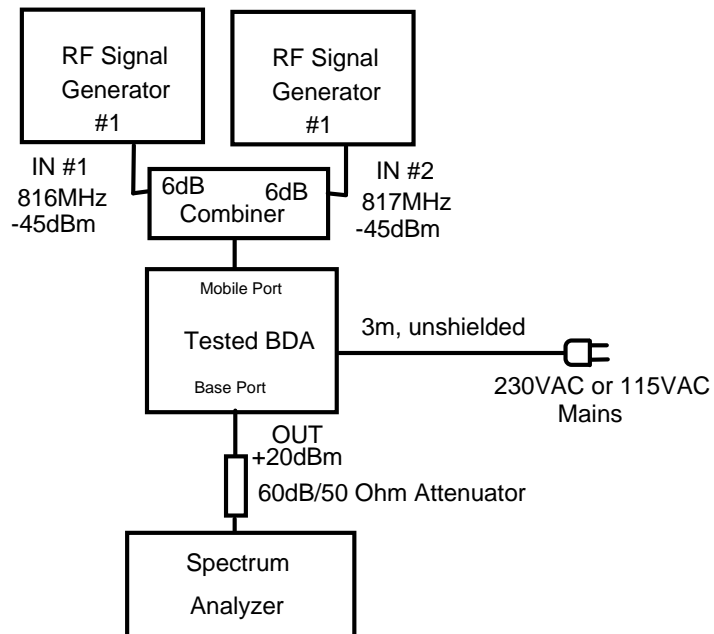 RF Signal
Generator
#1
RF Signal
Generator
#1
IN #1
816MHz
-45dBm
6dB
6dB
Combiner
IN #2
817MHz
-45dBm
Mobile Port
Tested BDA
Base Port
3m, unshielded
230VAC or 115VAC
Mains
OUT
+20dBm
60dB/50 Ohm Attenuator
Spectrum
Analyzer